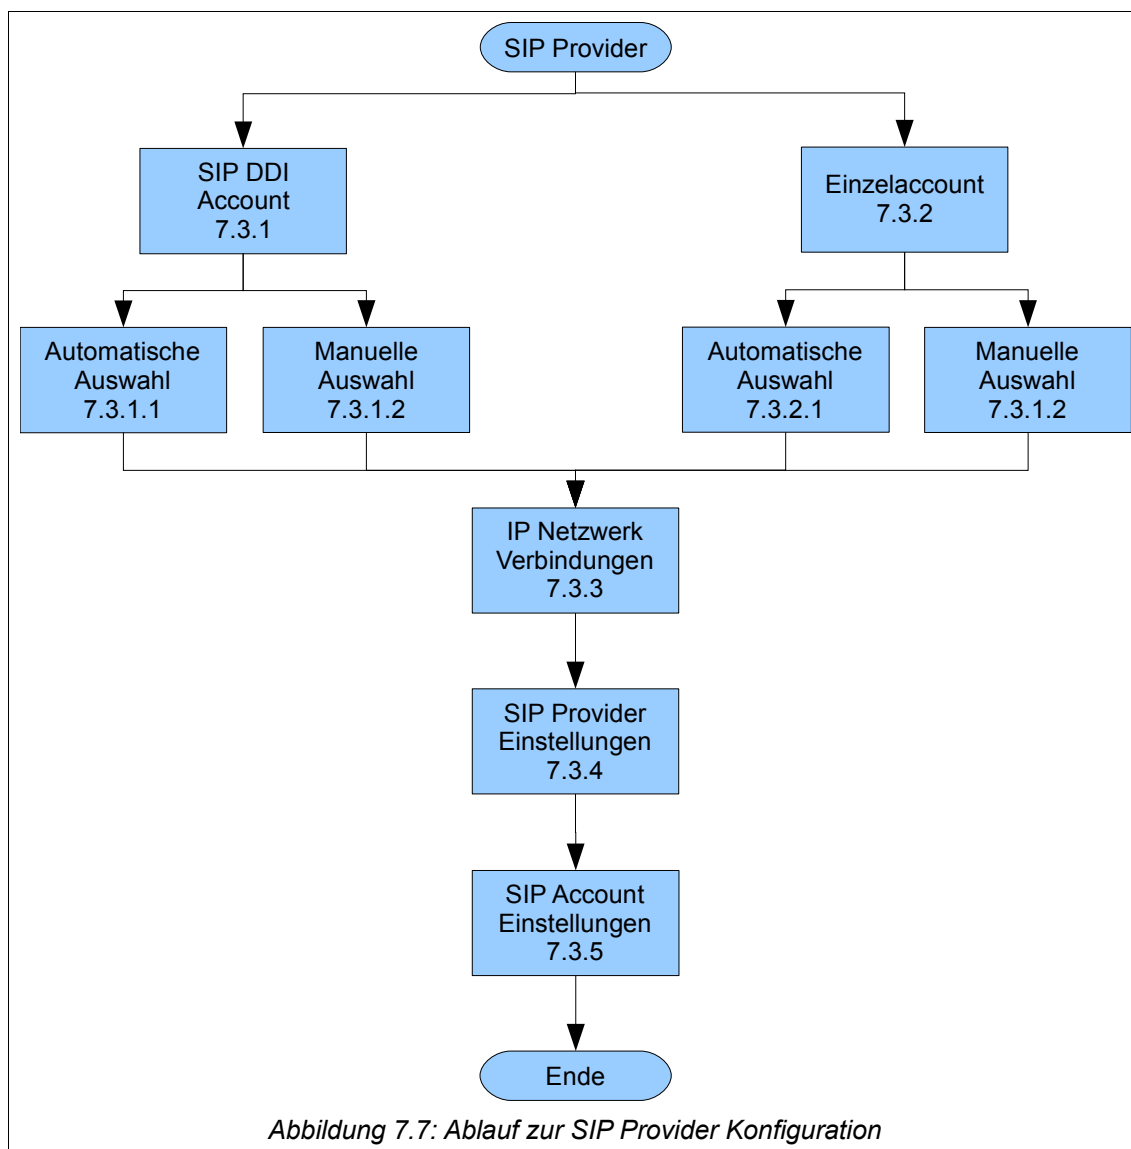 SIP Provider
SIP DDI
Account
7.3.1
Einzelaccount
7.3.2
Automatische
Auswahl
7.3.1.1
Manuelle
Auswahl
7.3.1.2
Automatische
Auswahl
7.3.2.1
Manuelle
Auswahl
7.3.1.2
IP Netzwerk
Verbindungen
7.3.3
SIP Provider
Einstellungen
7.3.4
SIP Account
Einstellungen
7.3.5
Ende
Abbildung 7.7: Ablauf zur SIP Provider Konfiguration